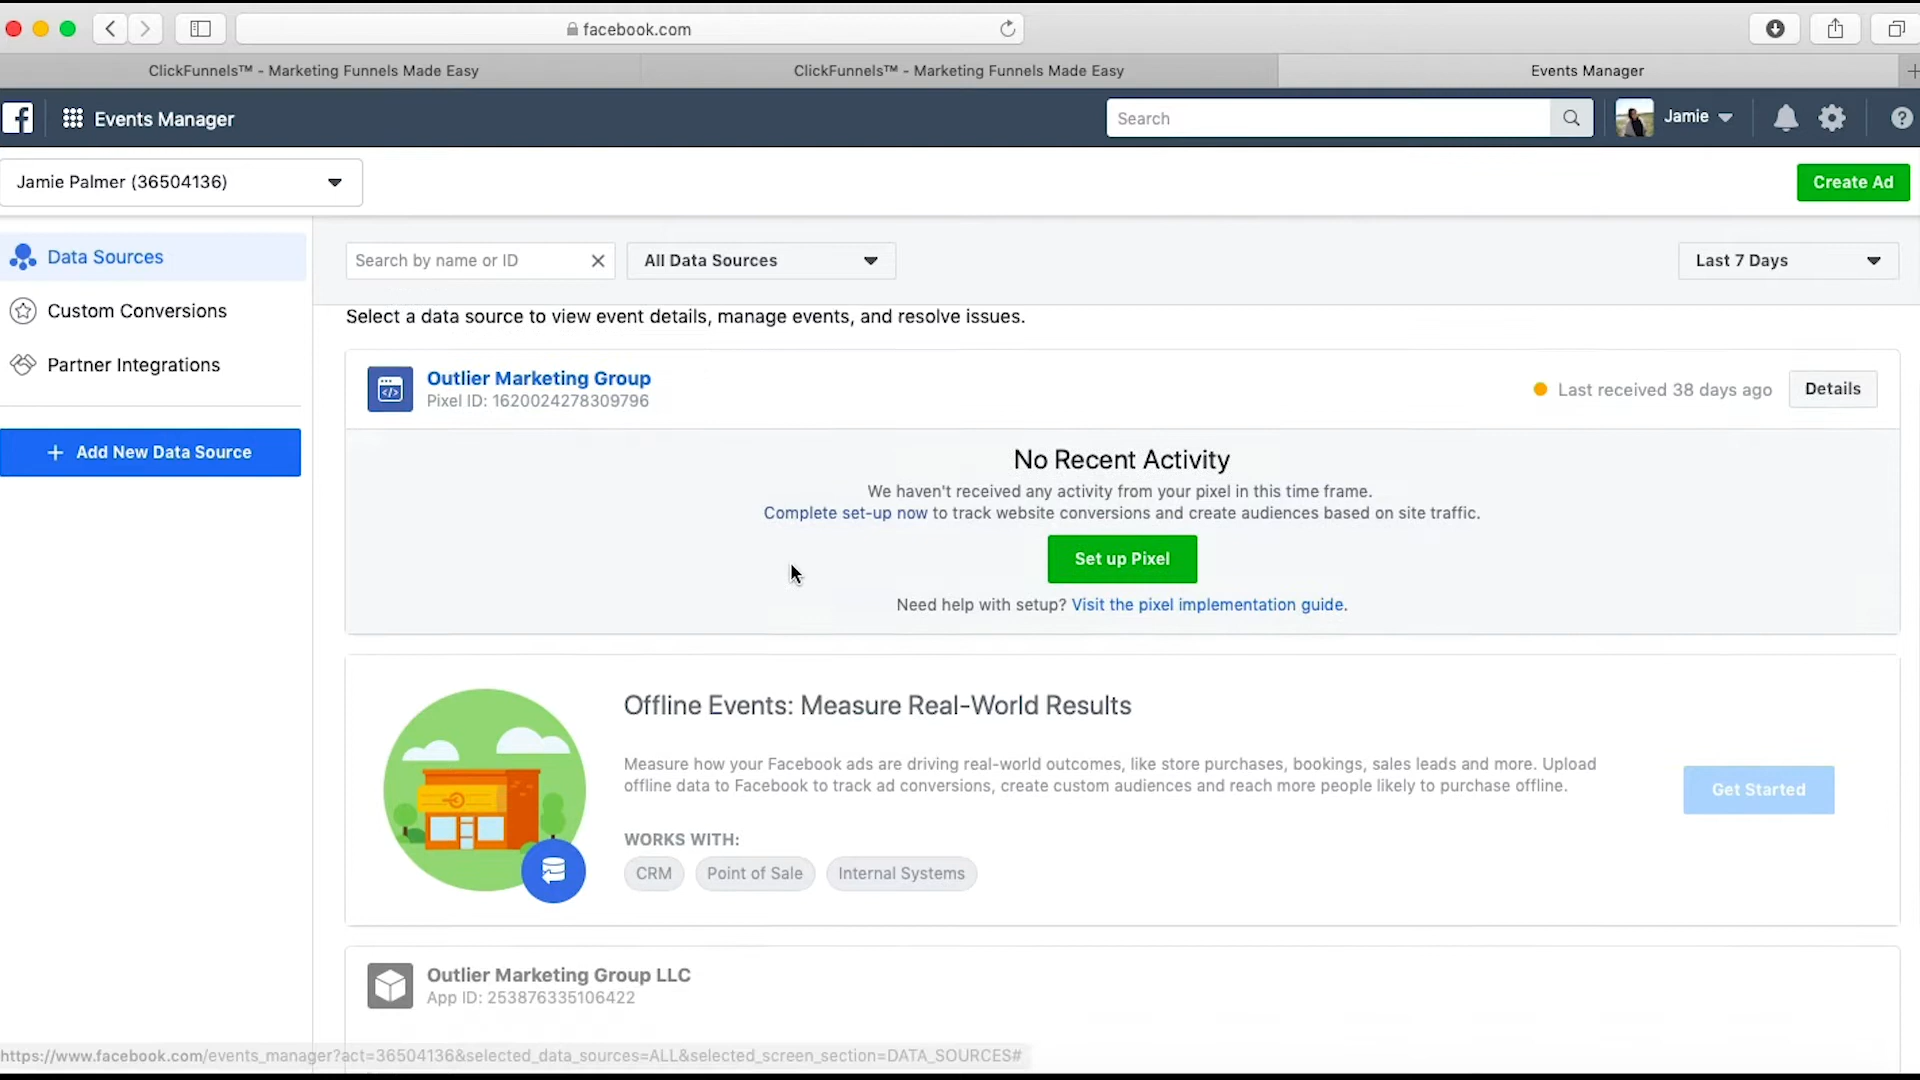 facebook.com
ClickFunnels™ - Marketing Funnels Made Easy
ClickFunnels™ - Marketing Funnels Made Easy
Events Manager
Events Manager
Search
Jamie
Jamie Palmer (36504136)
Create Ad
Data Sources
Custom Conversions
Partner Integrations
+ Add New Data Source
Search by name or ID
All Data Sources
Last 7 Days
Select a data source to view event details, manage events, and resolve issues.
Outlier Marketing Group
Pixel ID: 1620024278309796
Last received 38 days ago
Details
No Recent Activity
We haven't received any activity from your pixel in this time frame.
Complete set-up now to track website conversions and create audiences based on site traffic.
Set up Pixel
Need help with setup? Visit the pixel implementation guide.
Offline Events: Measure Real-World Results
Measure how your Facebook ads are driving real-world outcomes, like store purchases, bookings, sales leads and more. Upload
offline data to Facebook to track ad conversions, create custom audiences and reach more people likely to purchase offline.
Get Started
WORKS WITH:
CRM
Point of Sale
Internal Systems
Outlier Marketing Group LLC
App ID: 253876335106422
https://www.facebook.com/events_manager?act=36504136&selected_data_sources=ALL&selected_screen_section=DATA_SOURCES#